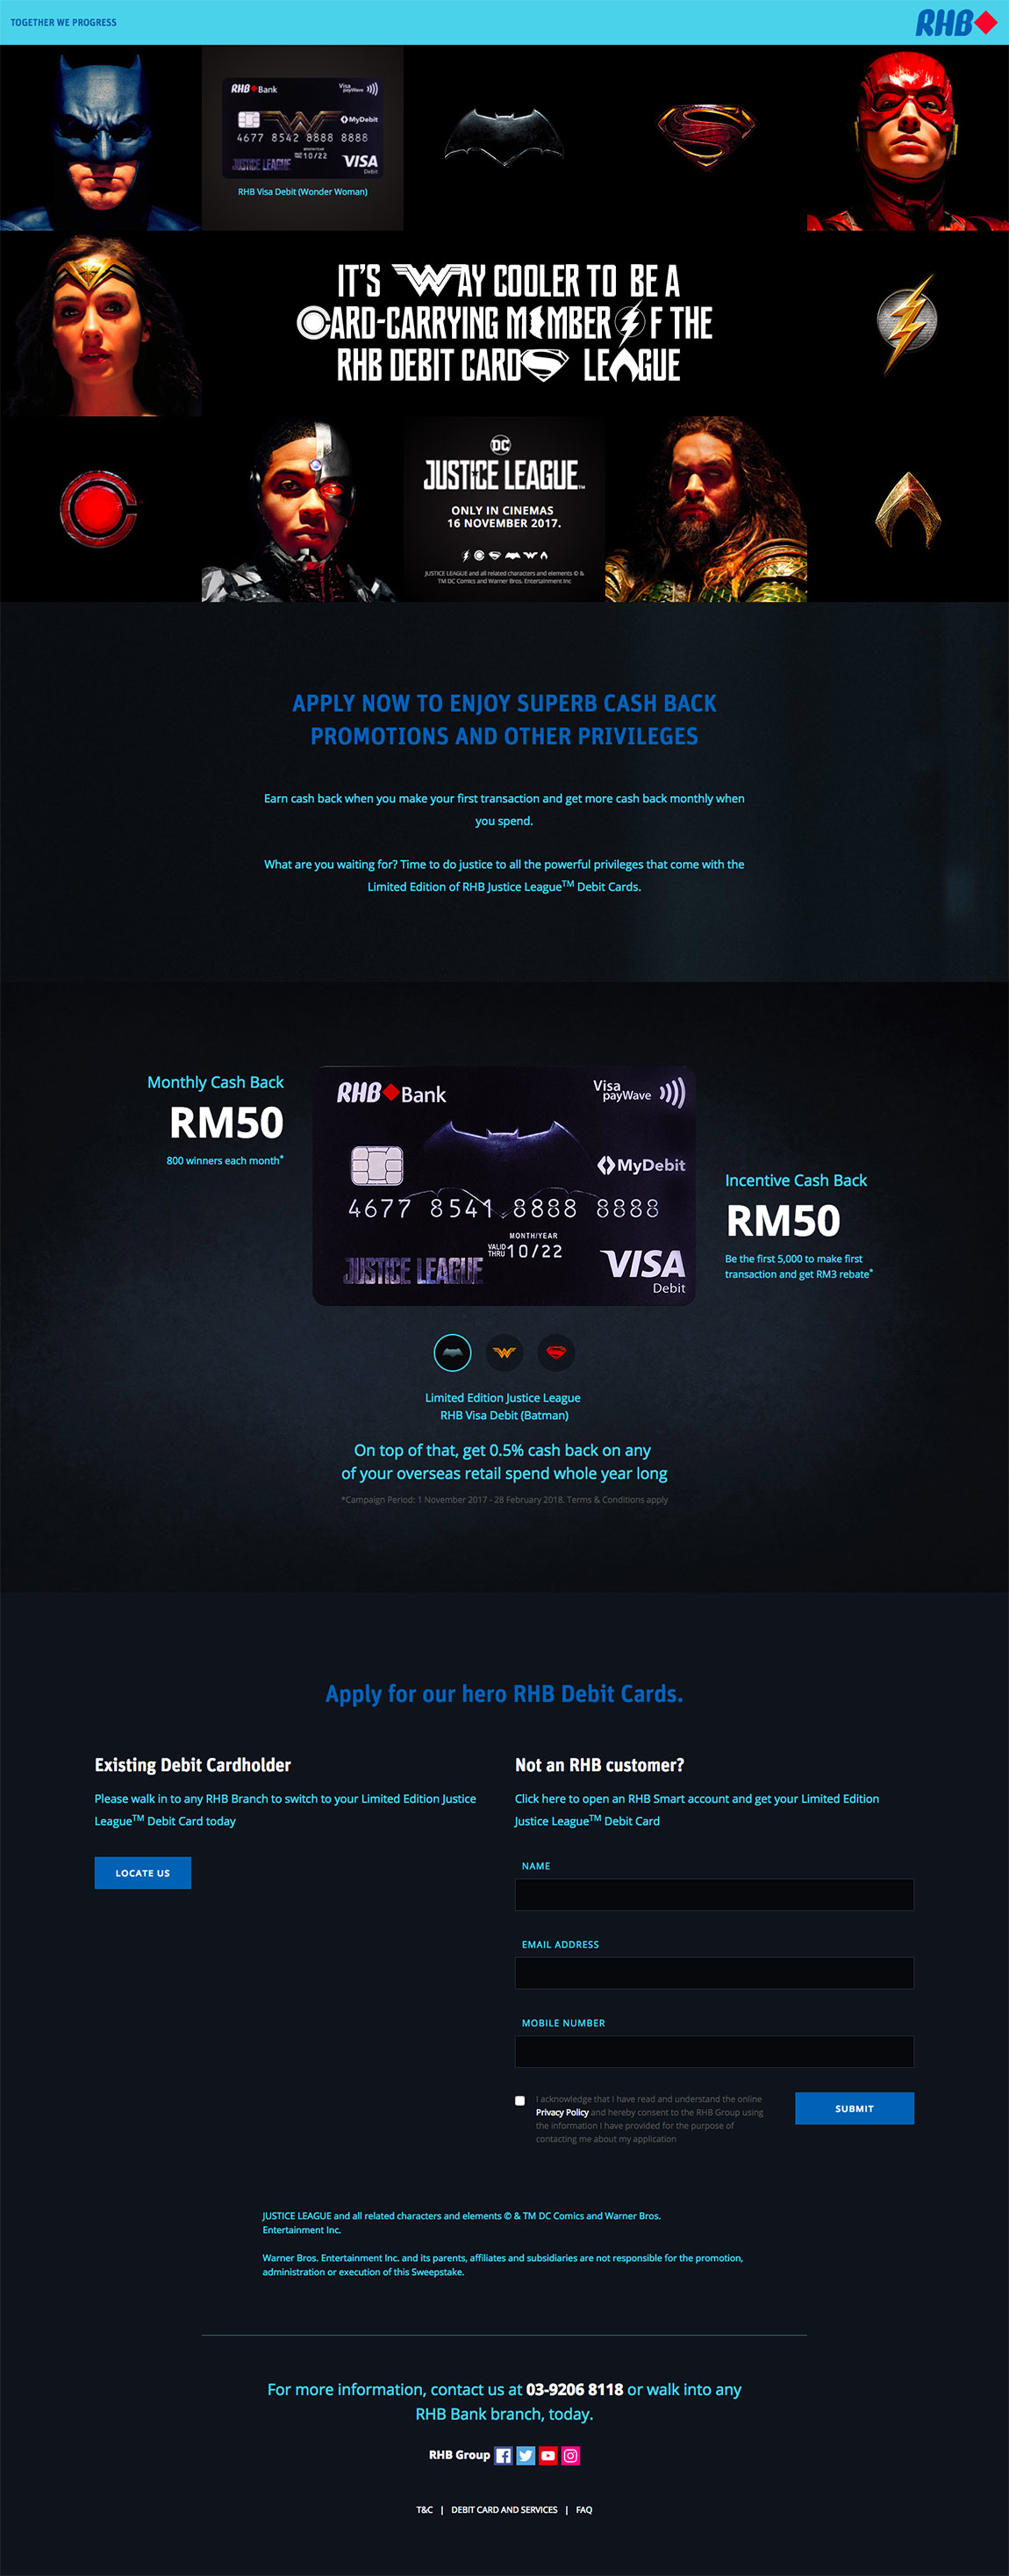 TOGETHER WE PROGRESS
RHB
RHB Bank
Visa payWave
MyDebit
4677 8542 8888 8888
MONTH/YEAR
VALID THRU 10/22
JUSTICE LEAGUE
VISA
Debit
RHB Visa Debit (Wonder Woman)
IT'S WAY COOLER TO BE A
CARD-CARRYING MEMBER OF THE
RHB DEBIT CARDS LEAGUE
DC
JUSTICE LEAGUE™
ONLY IN CINEMAS
16 NOVEMBER 2017.
JUSTICE LEAGUE and all related characters and elements © &
TM DC Comics and Warner Bros. Entertainment Inc
APPLY NOW TO ENJOY SUPERB CASH BACK
PROMOTIONS AND OTHER PRIVILEGES
Earn cash back when you make your first transaction and get more cash back monthly when
you spend.
What are you waiting for? Time to do justice to all the powerful privileges that come with the
Limited Edition of RHB Justice League™ Debit Cards.
Monthly Cash Back
RM50
800 winners each month*
RHB Bank
Visa
payWave
MyDebit
4677 8541 8888 8888
MONTH/YEAR
VALID THRU 10/22
JUSTICE LEAGUE
VISA
Debit
Incentive Cash Back
RM50
Be the first 5,000 to make first
transaction and get RM3 rebate*
Limited Edition Justice League
RHB Visa Debit (Batman)
On top of that, get 0.5% cash back on any
of your overseas retail spend whole year long
*Campaign Period: 1 November 2017 - 28 February 2018. Terms & Conditions apply
Apply for our hero RHB Debit Cards.
Existing Debit Cardholder
Please walk in to any RHB Branch to switch to your Limited Edition Justice
League™ Debit Card today
LOCATE US
Not an RHB customer?
Click here to open an RHB Smart account and get your Limited Edition
Justice League™ Debit Card
NAME
EMAIL ADDRESS
MOBILE NUMBER
I acknowledge that I have read and understand the online
Privacy Policy and hereby consent to the RHB Group using
the information I have provided for the purpose of
contacting me about my application
SUBMIT
JUSTICE LEAGUE and all related characters and elements © & TM DC Comics and Warner Bros.
Entertainment Inc.
Warner Bros. Entertainment Inc. and its parents, affiliates and subsidiaries are not responsible for the promotion,
administration or execution of this Sweepstake.
For more information, contact us at 03-9206 8118 or walk into any
RHB Bank branch, today.
RHB Group
T&C | DEBIT CARD AND SERVICES | FAQ